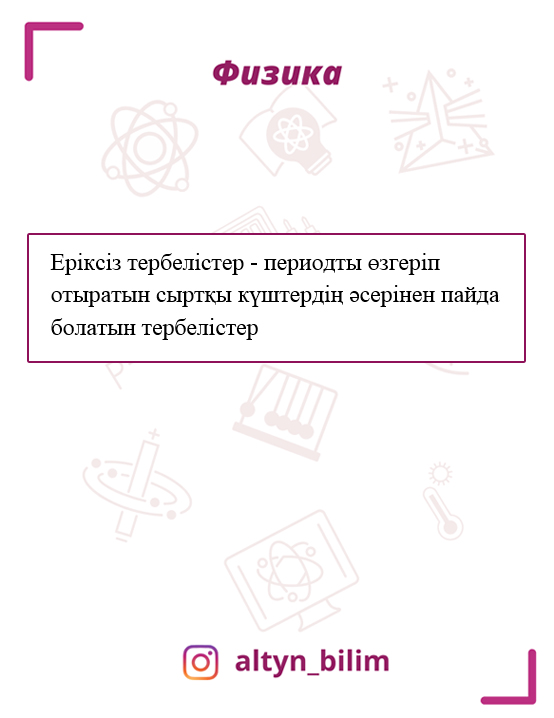 Физика
Еріксіз тербелістер - периодты өзгеріп
отыратын сыртқы күштердің әсерінен пайда
болатын тербелістер
altyn_bilim